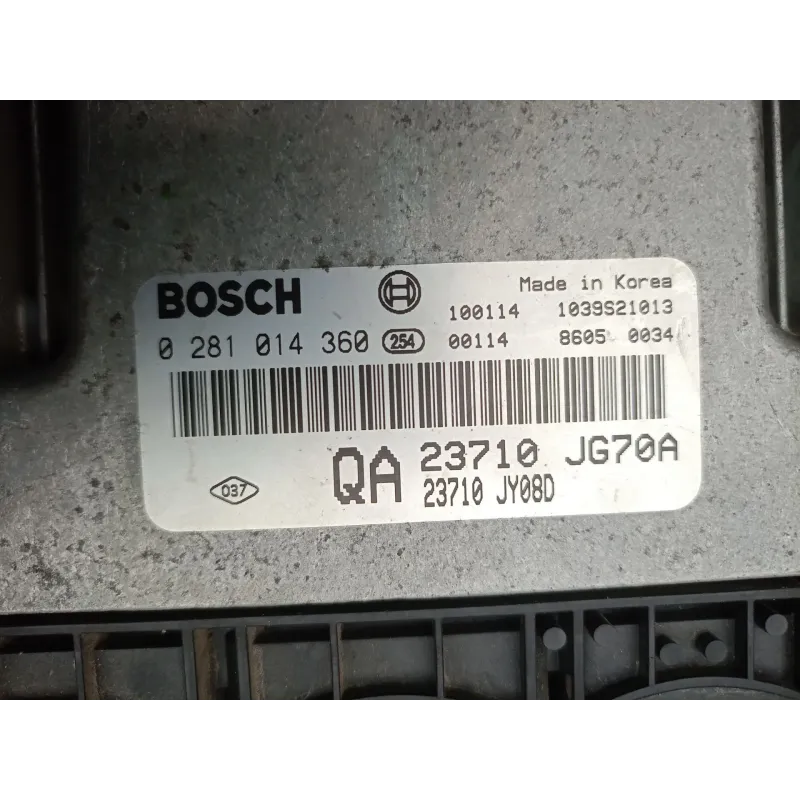 BOSCH
Made in Korea
100114 1039S21013
0 281 014 360 254 00114 8605 0034
037
QA 23710 JG70A
23710 JY08D